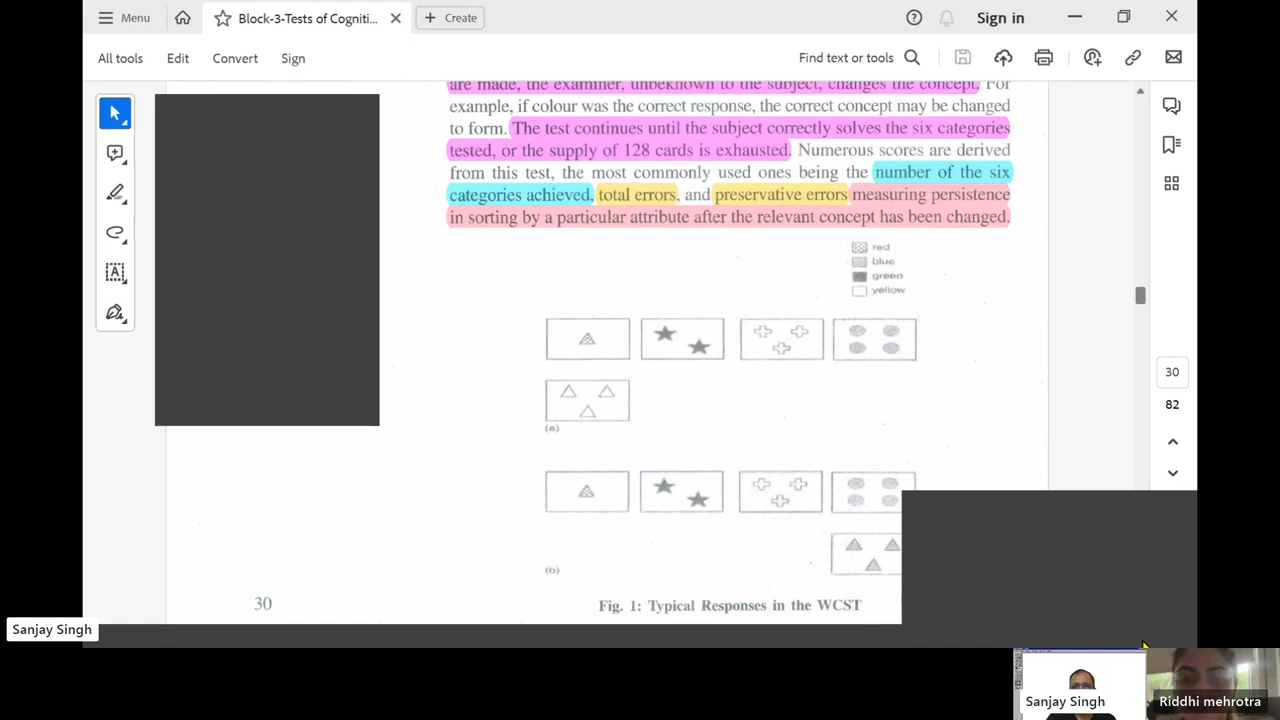 Menu
Block-3-Tests of Cogniti...
Create
Sign in
All tools
Edit
Convert
Sign
Find text or tools
are made, the examiner, unbeknown to the subject, changes the concept. For
example, if colour was the correct response, the correct concept may be changed
to form. The test continues until the subject correctly solves the six categories
tested, or the supply of 128 cards is exhausted. Numerous scores are derived
from this test, the most commonly used ones being the number of the six
categories achieved, total errors, and preservative errors measuring persistence
in sorting by a particular attribute after the relevant concept has been changed.
red
blue
green
yellow
(a)
(b)
30
Fig. 1: Typical Responses in the WCST
30
82
Sanjay Singh
Sanjay Singh
Riddhi mehrotra